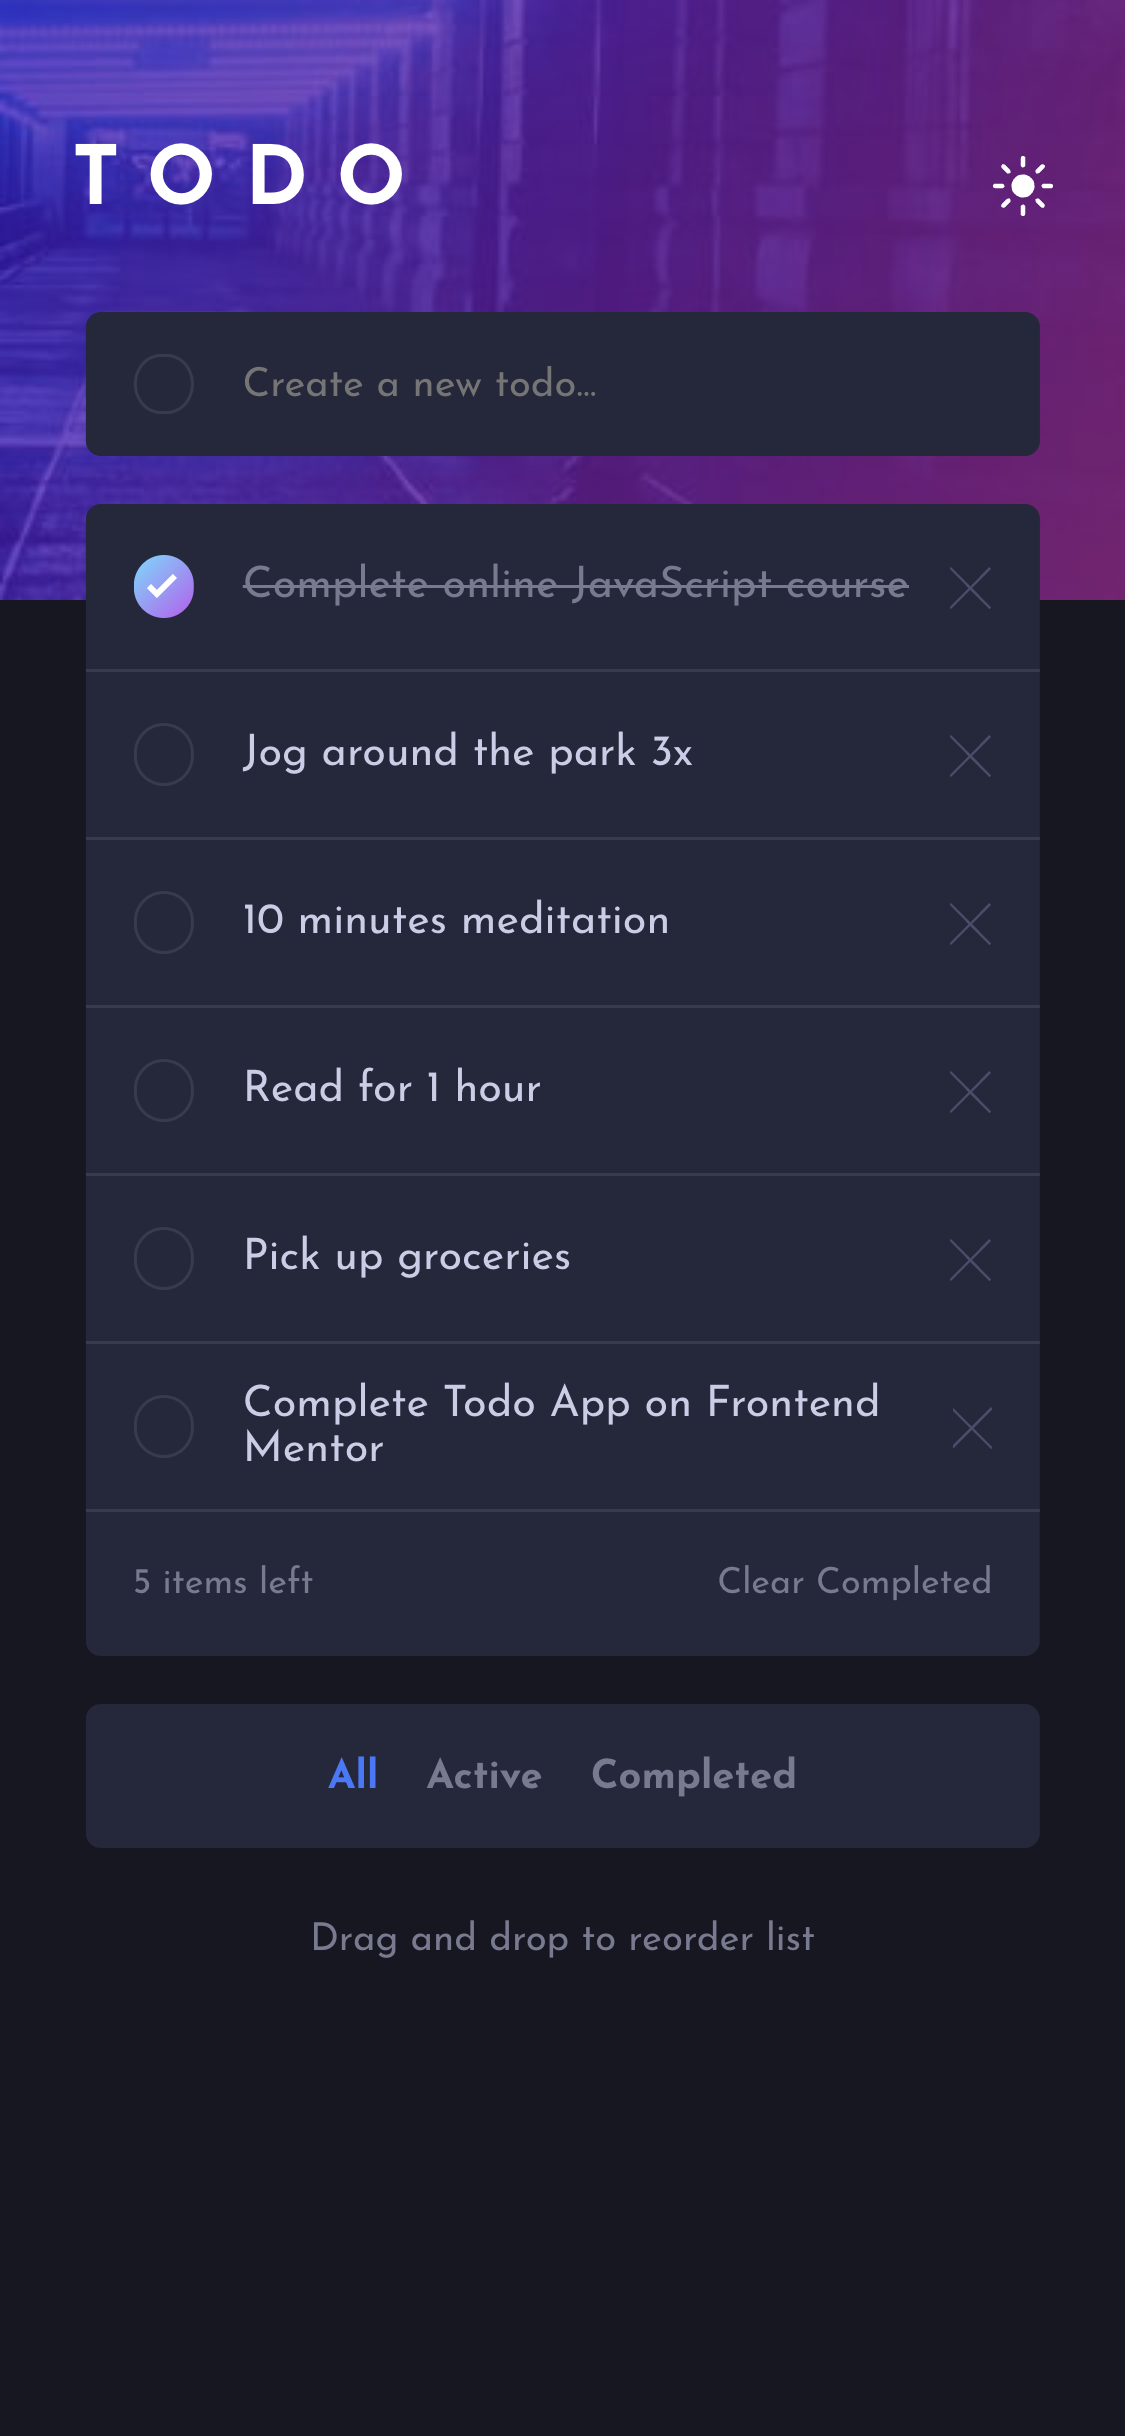 TODO
Create a new todo...
Complete online JavaScript course
Jog around the park 3x
10 minutes meditation
Read for 1 hour
Pick up groceries
Complete Todo App on Frontend
Mentor
5 items left
Clear Completed
All
Active
Completed
Drag and drop to reorder list